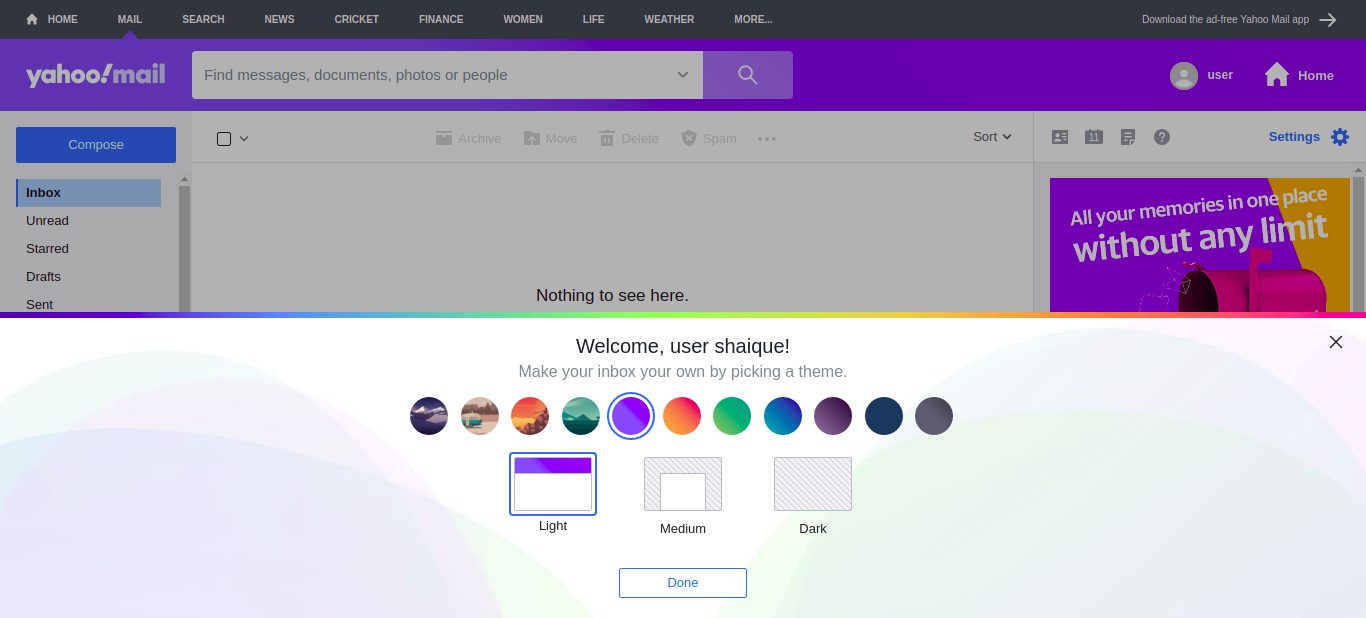 HOME MAIL SEARCH NEWS CRICKET FINANCE WOMEN LIFE WEATHER MORE... Download the ad-free Yahoo Mail app
yahoo!mail Find messages, documents, photos or people user Home
Compose Archive Move Delete Spam Sort 11 Settings
Inbox
Unread
Starred
Drafts
Sent
All your memories in one place
without any limit
Nothing to see here.
Welcome, user shaique!
Make your inbox your own by picking a theme.
Light Medium Dark
Done